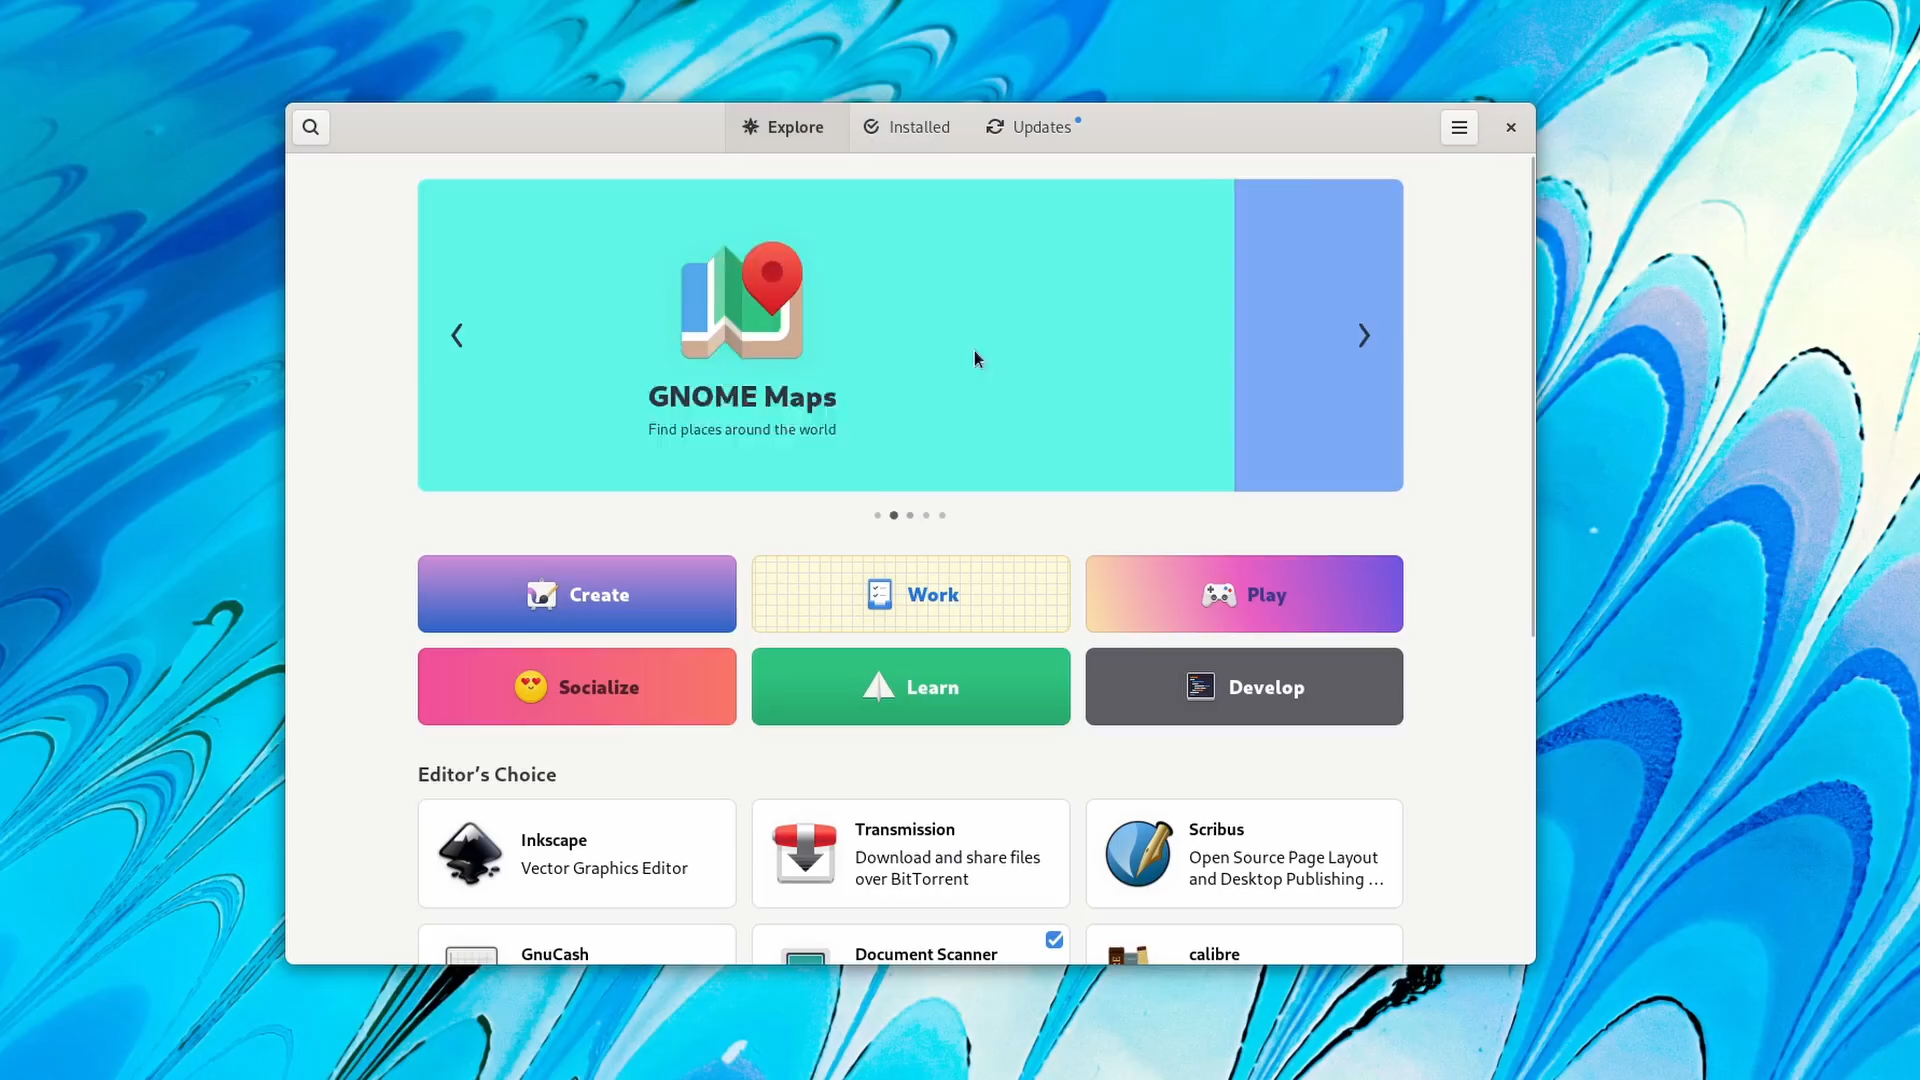 Explore
Installed
Updates
GNOME Maps
Find places around the world
Create
Work
Play
Socialize
Learn
Develop
Editor’s Choice
Inkscape
Vector Graphics Editor
Transmission
Download and share files
over BitTorrent
Scribus
Open Source Page Layout
and Desktop Publishing …
GnuCash
Document Scanner
calibre